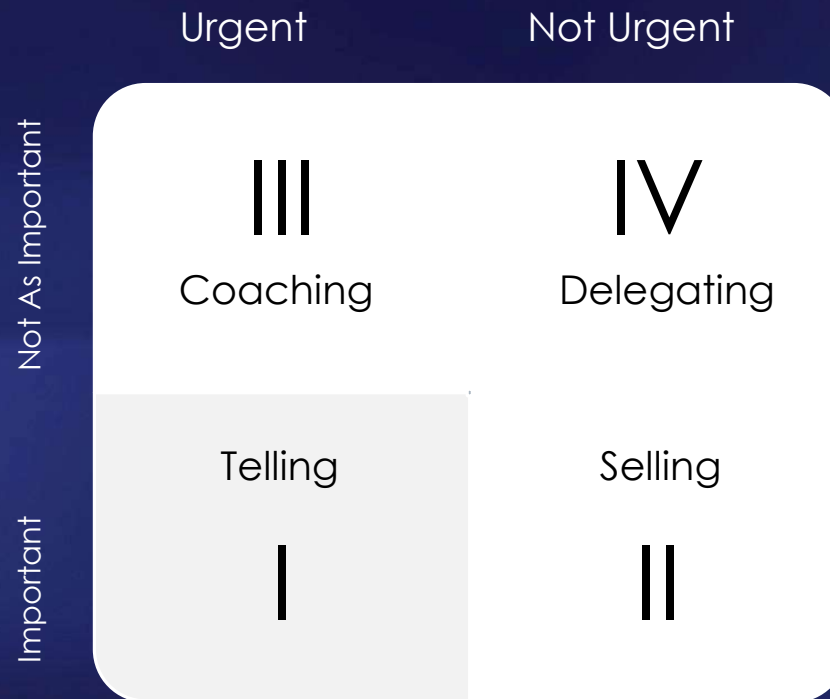 Urgent
Not Urgent
Not As Important
III
IV
Coaching
Delegating
Important
Telling
Selling
I
II